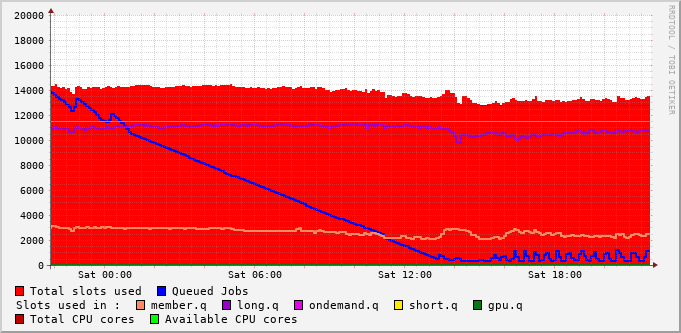 20000
18000
16000
14000
12000
10000
8000
6000
4000
2000
0
Sat 00:00 Sat 06:00 Sat 12:00 Sat 18:00
RRDTOOL / TOBI OETIKER
Total slots used Queued Jobs
Slots used in : member.q long.q ondemand.q short.q gpu.q
Total CPU cores Available CPU cores